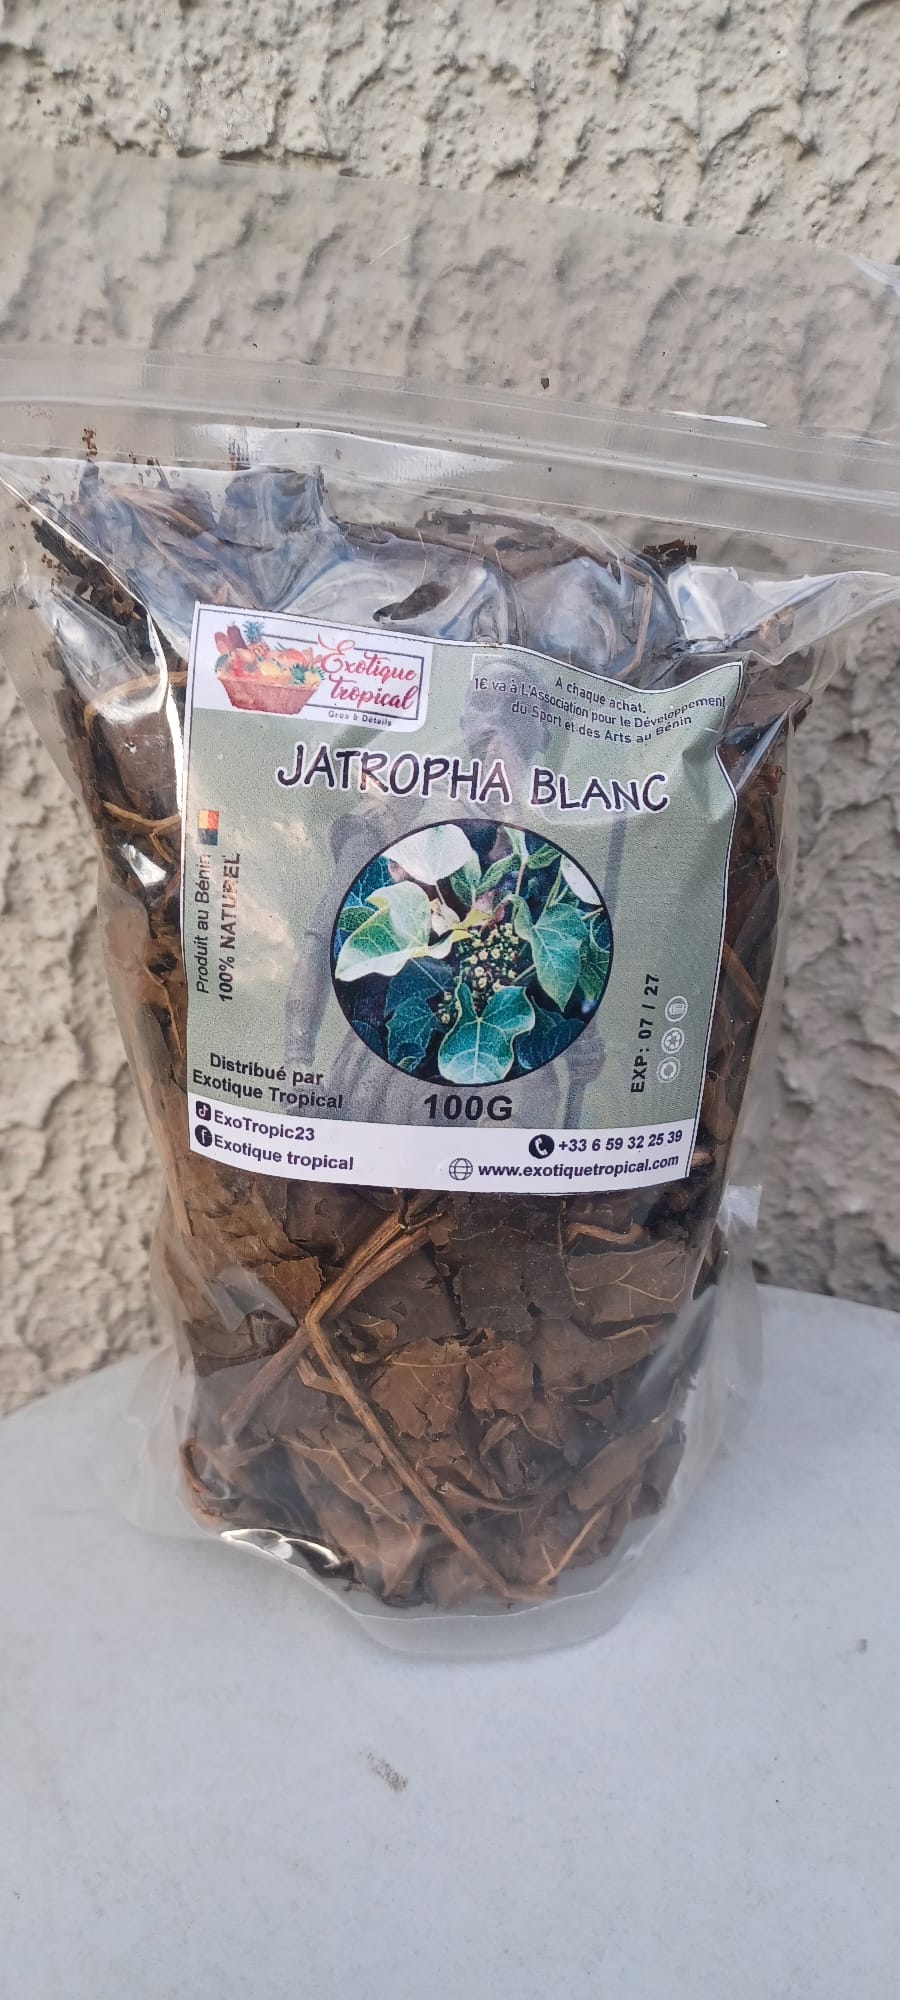 Exotique
tropical
Gros & Détails
A chaque achat,
1€ va à L'Association pour le Développement
du Sport et des Arts au Bénin
JATROPHA BLANC
Produit au Bénin
100% NATUREL
EXP: 07 / 27
Distribué par
Exotique Tropical
100G
ExoTropic23
Exotique tropical
+33 6 59 32 25 39
www.exotiquetropical.com